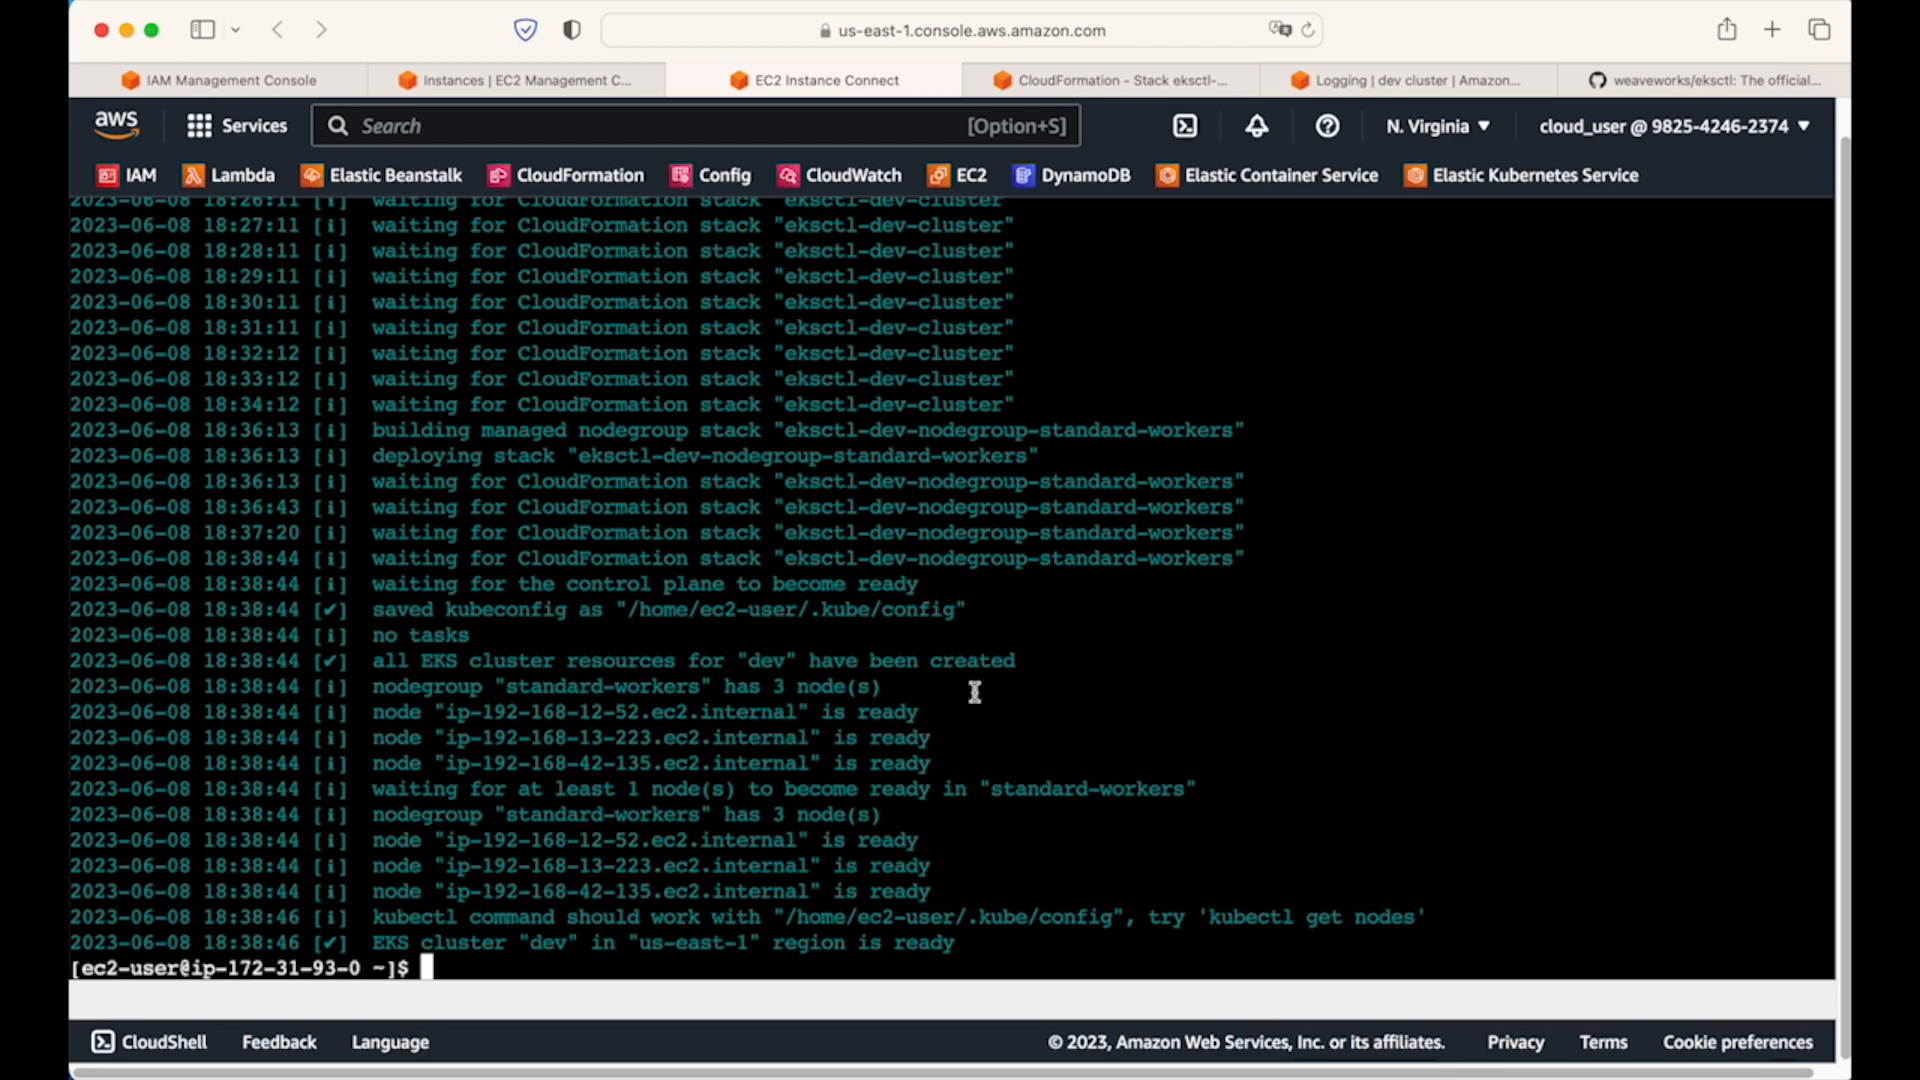 us-east-1.console.aws.amazon.com
IAM Management Console
Instances | EC2 Management C...
EC2 Instance Connect
CloudFormation - Stack eksctl-...
Logging | dev cluster | Amazon...
weaveworks/eksctl: The official...
aws
Services
Search
[Option+S]
N. Virginia
cloud_user @ 9825-4246-2374
IAM
Lambda
Elastic Beanstalk
CloudFormation
Config
CloudWatch
EC2
DynamoDB
Elastic Container Service
Elastic Kubernetes Service
2023-06-08 18:26:11 [ℹ]  waiting for CloudFormation stack "eksctl-dev-cluster"
2023-06-08 18:27:11 [ℹ]  waiting for CloudFormation stack "eksctl-dev-cluster"
2023-06-08 18:28:11 [ℹ]  waiting for CloudFormation stack "eksctl-dev-cluster"
2023-06-08 18:29:11 [ℹ]  waiting for CloudFormation stack "eksctl-dev-cluster"
2023-06-08 18:30:11 [ℹ]  waiting for CloudFormation stack "eksctl-dev-cluster"
2023-06-08 18:31:11 [ℹ]  waiting for CloudFormation stack "eksctl-dev-cluster"
2023-06-08 18:32:12 [ℹ]  waiting for CloudFormation stack "eksctl-dev-cluster"
2023-06-08 18:33:12 [ℹ]  waiting for CloudFormation stack "eksctl-dev-cluster"
2023-06-08 18:34:12 [ℹ]  waiting for CloudFormation stack "eksctl-dev-cluster"
2023-06-08 18:36:13 [ℹ]  building managed nodegroup stack "eksctl-dev-nodegroup-standard-workers"
2023-06-08 18:36:13 [ℹ]  deploying stack "eksctl-dev-nodegroup-standard-workers"
2023-06-08 18:36:13 [ℹ]  waiting for CloudFormation stack "eksctl-dev-nodegroup-standard-workers"
2023-06-08 18:36:43 [ℹ]  waiting for CloudFormation stack "eksctl-dev-nodegroup-standard-workers"
2023-06-08 18:37:20 [ℹ]  waiting for CloudFormation stack "eksctl-dev-nodegroup-standard-workers"
2023-06-08 18:38:44 [ℹ]  waiting for CloudFormation stack "eksctl-dev-nodegroup-standard-workers"
2023-06-08 18:38:44 [ℹ]  waiting for the control plane to become ready
2023-06-08 18:38:44 [✔]  saved kubeconfig as "/home/ec2-user/.kube/config"
2023-06-08 18:38:44 [ℹ]  no tasks
2023-06-08 18:38:44 [✔]  all EKS cluster resources for "dev" have been created
2023-06-08 18:38:44 [ℹ]  nodegroup "standard-workers" has 3 node(s)
2023-06-08 18:38:44 [ℹ]  node "ip-192-168-12-52.ec2.internal" is ready
2023-06-08 18:38:44 [ℹ]  node "ip-192-168-13-223.ec2.internal" is ready
2023-06-08 18:38:44 [ℹ]  node "ip-192-168-42-135.ec2.internal" is ready
2023-06-08 18:38:44 [ℹ]  waiting for at least 1 node(s) to become ready in "standard-workers"
2023-06-08 18:38:44 [ℹ]  nodegroup "standard-workers" has 3 node(s)
2023-06-08 18:38:44 [ℹ]  node "ip-192-168-12-52.ec2.internal" is ready
2023-06-08 18:38:44 [ℹ]  node "ip-192-168-13-223.ec2.internal" is ready
2023-06-08 18:38:44 [ℹ]  node "ip-192-168-42-135.ec2.internal" is ready
2023-06-08 18:38:46 [ℹ]  kubectl command should work with "/home/ec2-user/.kube/config", try 'kubectl get nodes'
2023-06-08 18:38:46 [✔]  EKS cluster "dev" in "us-east-1" region is ready
[ec2-user@ip-172-31-93-0 ~]$
CloudShell
Feedback
Language
© 2023, Amazon Web Services, Inc. or its affiliates.
Privacy
Terms
Cookie preferences